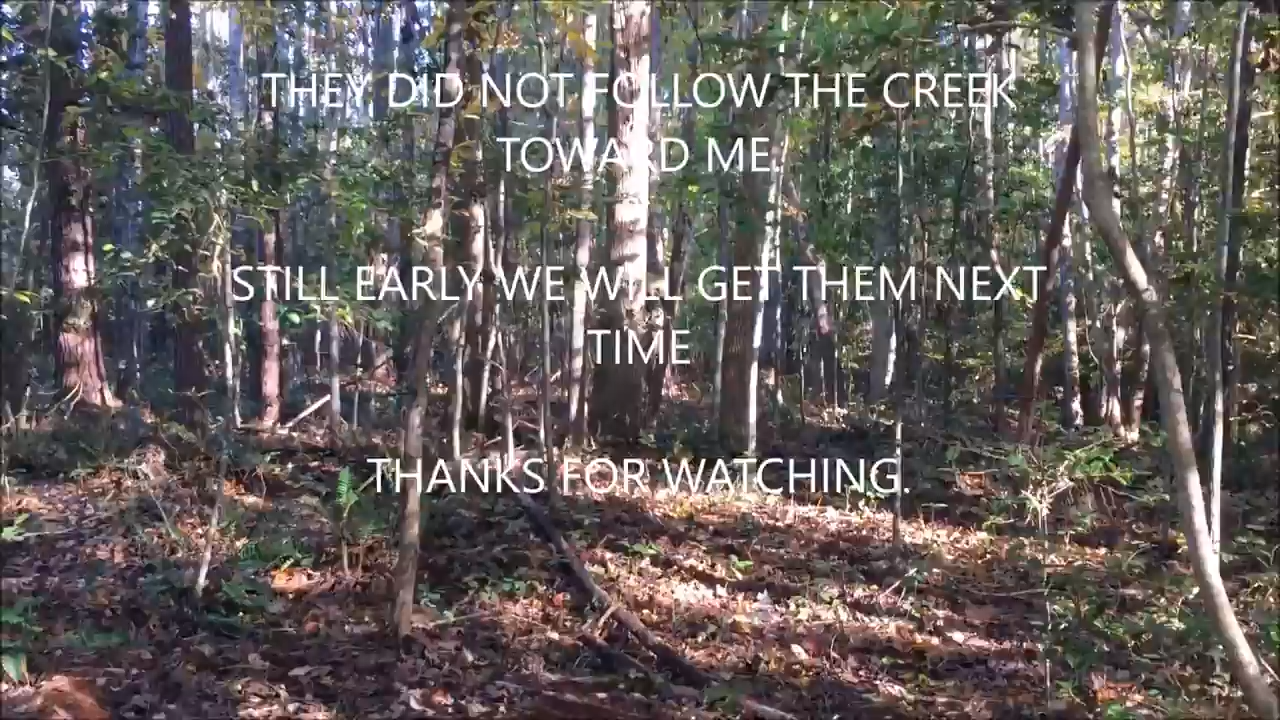 THEY DID NOT FOLLOW THE CREEK
TOWARD ME.
STILL EARLY WE WILL GET THEM NEXT
TIME
THANKS FOR WATCHING.